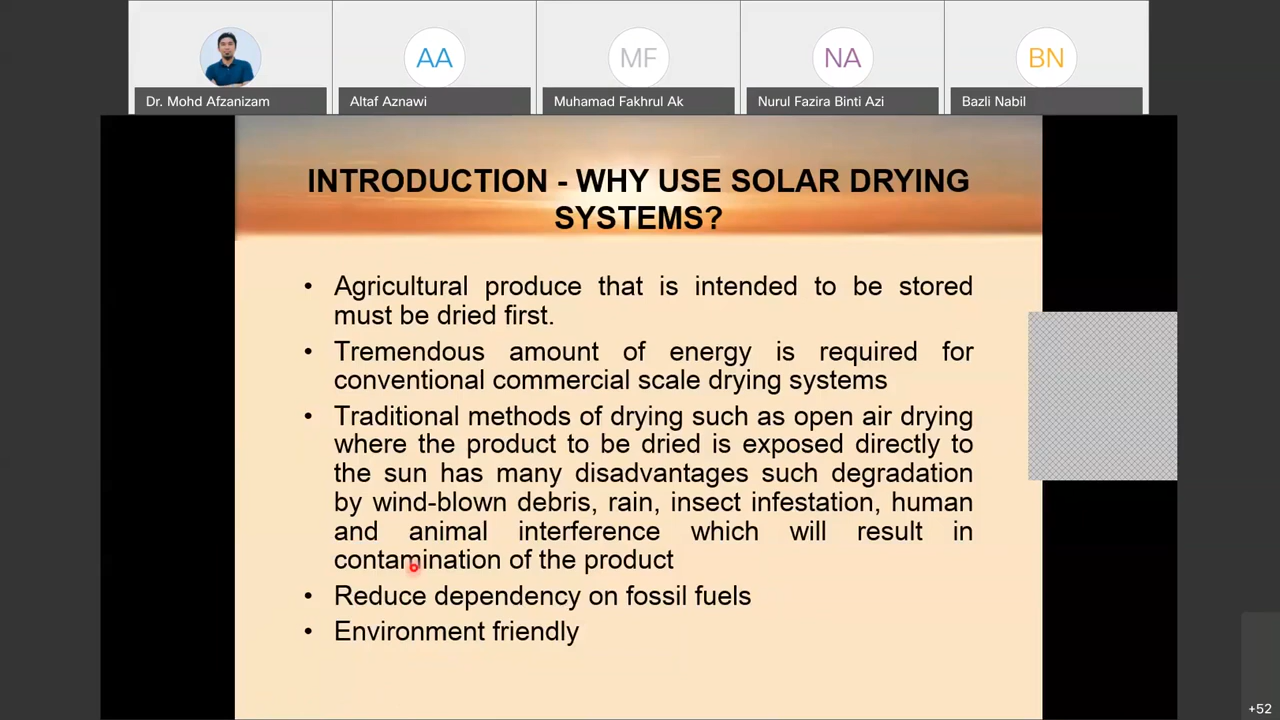 AA
MF
NA
BN
Dr. Mohd Afzanizam
Altaf Aznawi
Muhamad Fakhrul Ak
Nurul Fazira Binti Azi
Bazli Nabil
INTRODUCTION - WHY USE SOLAR DRYING
SYSTEMS?
• Agricultural produce that is intended to be stored
must be dried first.
• Tremendous amount of energy is required for
conventional commercial scale drying systems
• Traditional methods of drying such as open air drying
where the product to be dried is exposed directly to
the sun has many disadvantages such degradation
by wind-blown debris, rain, insect infestation, human
and animal interference which will result in
contamination of the product
• Reduce dependency on fossil fuels
• Environment friendly
+52